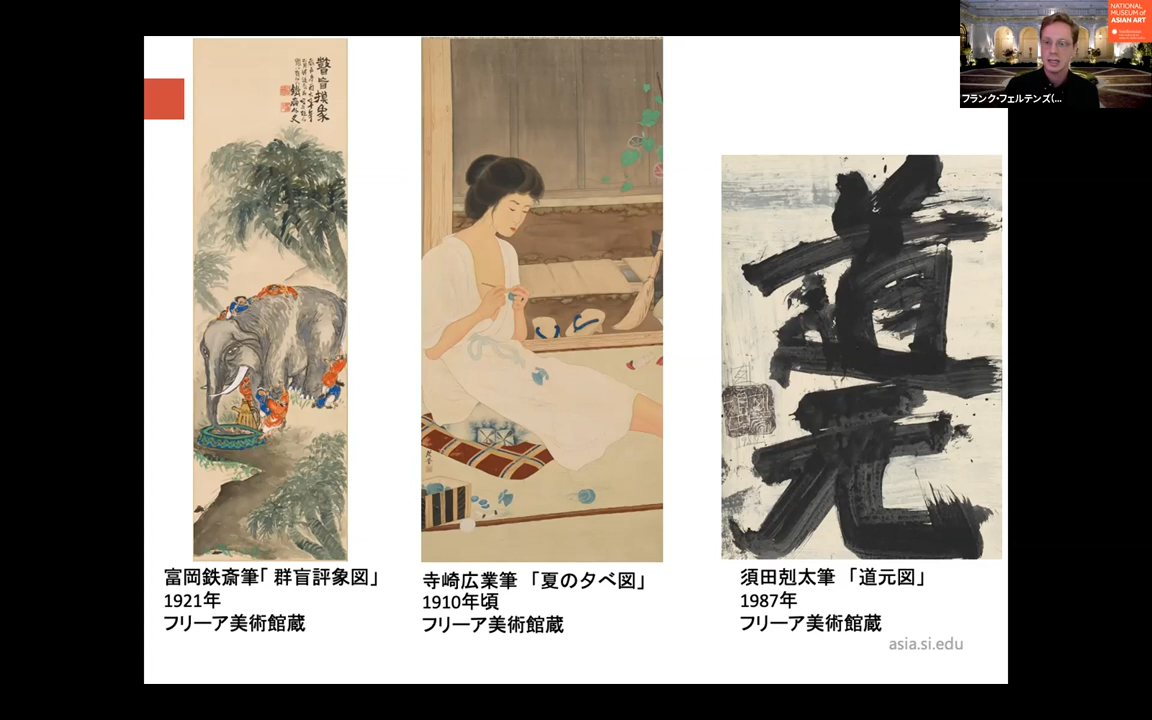 NATIONAL
MUSEUM of
ASIAN ART
Smithsonian
フランク・フェルテンズ(...
道元
富岡鉄斎筆「 群盲評象図」
1921年
フリーア美術館蔵
寺崎広業筆 「夏の夕べ図」
1910年頃
フリーア美術館蔵
須田剋太筆 「道元図」
1987年
フリーア美術館蔵
asia.si.edu